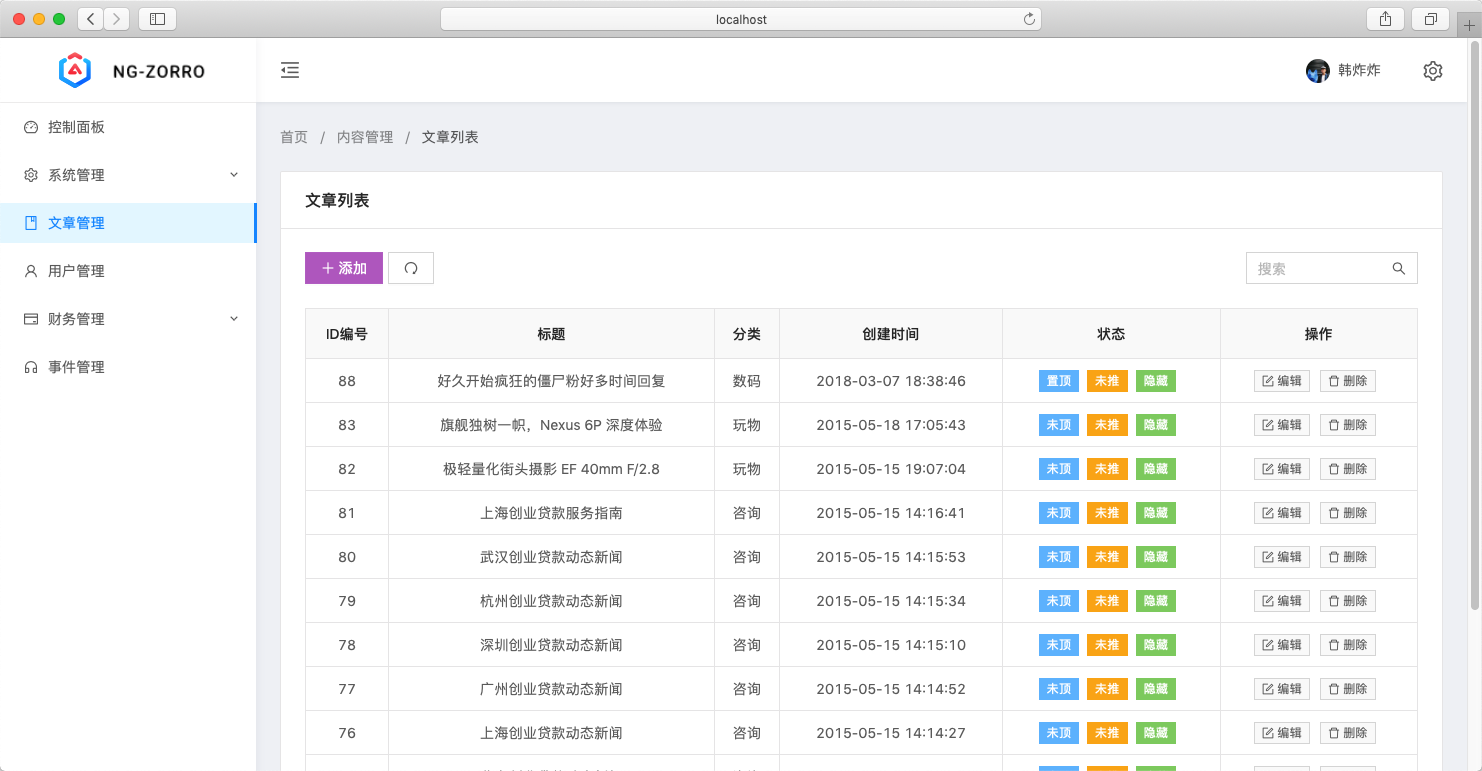 localhost
NG-ZORRO
韩炸炸
控制面板
系统管理
文章管理
用户管理
财务管理
事件管理
首页 / 内容管理 / 文章列表
文章列表
添加
搜索
ID编号 标题 分类 创建时间 状态 操作
88 好久开始疯狂的僵尸粉好多时间回复 数码 2018-03-07 18:38:46 置顶 未推 隐藏 编辑 删除
83 旗舰独树一帜，Nexus 6P 深度体验 玩物 2015-05-18 17:05:43 未顶 未推 隐藏 编辑 删除
82 极轻量化街头摄影 EF 40mm F/2.8 玩物 2015-05-15 19:07:04 未顶 未推 隐藏 编辑 删除
81 上海创业贷款服务指南 咨询 2015-05-15 14:16:41 未顶 未推 隐藏 编辑 删除
80 武汉创业贷款动态新闻 咨询 2015-05-15 14:15:53 未顶 未推 隐藏 编辑 删除
79 杭州创业贷款动态新闻 咨询 2015-05-15 14:15:34 未顶 未推 隐藏 编辑 删除
78 深圳创业贷款动态新闻 咨询 2015-05-15 14:15:10 未顶 未推 隐藏 编辑 删除
77 广州创业贷款动态新闻 咨询 2015-05-15 14:14:52 未顶 未推 隐藏 编辑 删除
76 上海创业贷款动态新闻 咨询 2015-05-15 14:14:27 未顶 未推 隐藏 编辑 删除